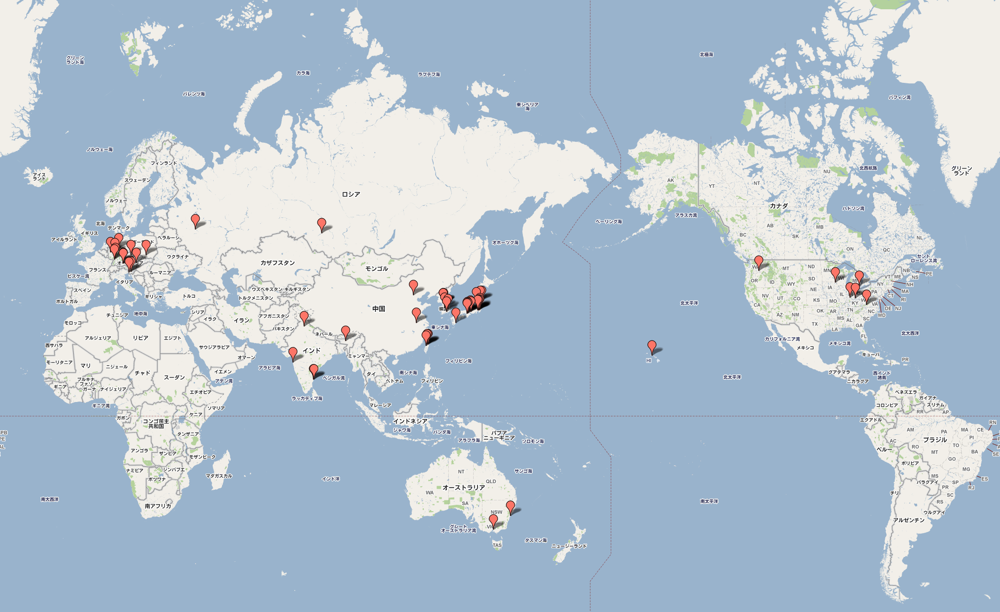 グリーン
ランド海
カラ海
ラプテフ海
バレンツ海
東シベリア
海
北極海
バフィン湾
ノルウェー海
フィンランド
アイス
ランド
スウェーデン
ノルウェー
ロシア
AK
YT
NT
NU
北西航路
グリーン
ランド
カナダ
ハドソン湾
アラスカ湾
ベーリング海
オホーツク海
北海
デンマーク
イギリス
アイルランド
ベラルーシ
ウクライナ
フランス
ルーマニア
ビスケー湾
イタリア
スペイン
ポルトガル
ギリシャ
トルコ
カザフスタン
モンゴル
ウズベキスタン
キルギスタン
トルクメニスタン
AB
MB
SK
BC
ON
QC
NL
セント
ローレンス湾
NB
PE
NS
ME
VT
NH
NY
MA
CT
RI
PA
NJ
DE
MD
MT
ND
MN
WI
OR
ID
WY
SD
IA
NE
IL
NV
UT
CO
KS
MO
KY
VA
CA
AZ
NM
OK
AR
TN
NC
SC
MS
AL
GA
TX
LA
FL
中国
東シナ海
北太平洋
地中海
チュニジア
モロッコ
シリア
イラク
イラン
アフガニスタン
パキスタン
ネパール
インド
アルジェリア
リビア
エジプト
サウジアラビア
オマーン
西サハラ
モーリタニア
マリ
ニジェール
チャド
スーダン
イエメン
アデン湾
アラビア海
ベンガル湾
ミャンマー
タイ
ベトナム
南シナ海
フィリピン
フィリピン海
HI
北太平洋
カリフォルニア湾
メキシコ
メキシコ湾
キューバ
PR
北大西洋
西インド
諸島
グアテマラ
ニカラグア
ギニア
ブルキナ
ファソ
ガーナ
ナイジェリア
エチオピア
ソマリア
ギニア湾
ガボン
コンゴ民主
共和国
ケニア
タンザニア
ラッカディブ海
マレーシア
インドネシア
ジャワ海
バンダ海
アラフラ海
パプア
ニューギニア
ソロモン海
ベネズエラ
ガイアナ
コロンビア
スリナム
RR
AP
エクアドル
AM
PA
MA
CE
RN
PI
AC
RO
TO
ブラジル
ペルー
MT
BA
SE
GO
ボリビア
MG
MS
ES
SP
パラグアイ
PR
RJ
SC
チリ
RS
ウルグアイ
アルゼンチン
PB
PE
AL
アンゴラ
ザンビア
モザンビーク
ナミビア
ジンバブエ
ボツワナ
マダガスカル
南アフリカ
南大西洋
インド洋
サンゴ海
NT
QLD
オーストラリア
WA
SA
NSW
グレート
オーストラリア湾
TAS
タスマン海
ニュージーランド
南太平洋